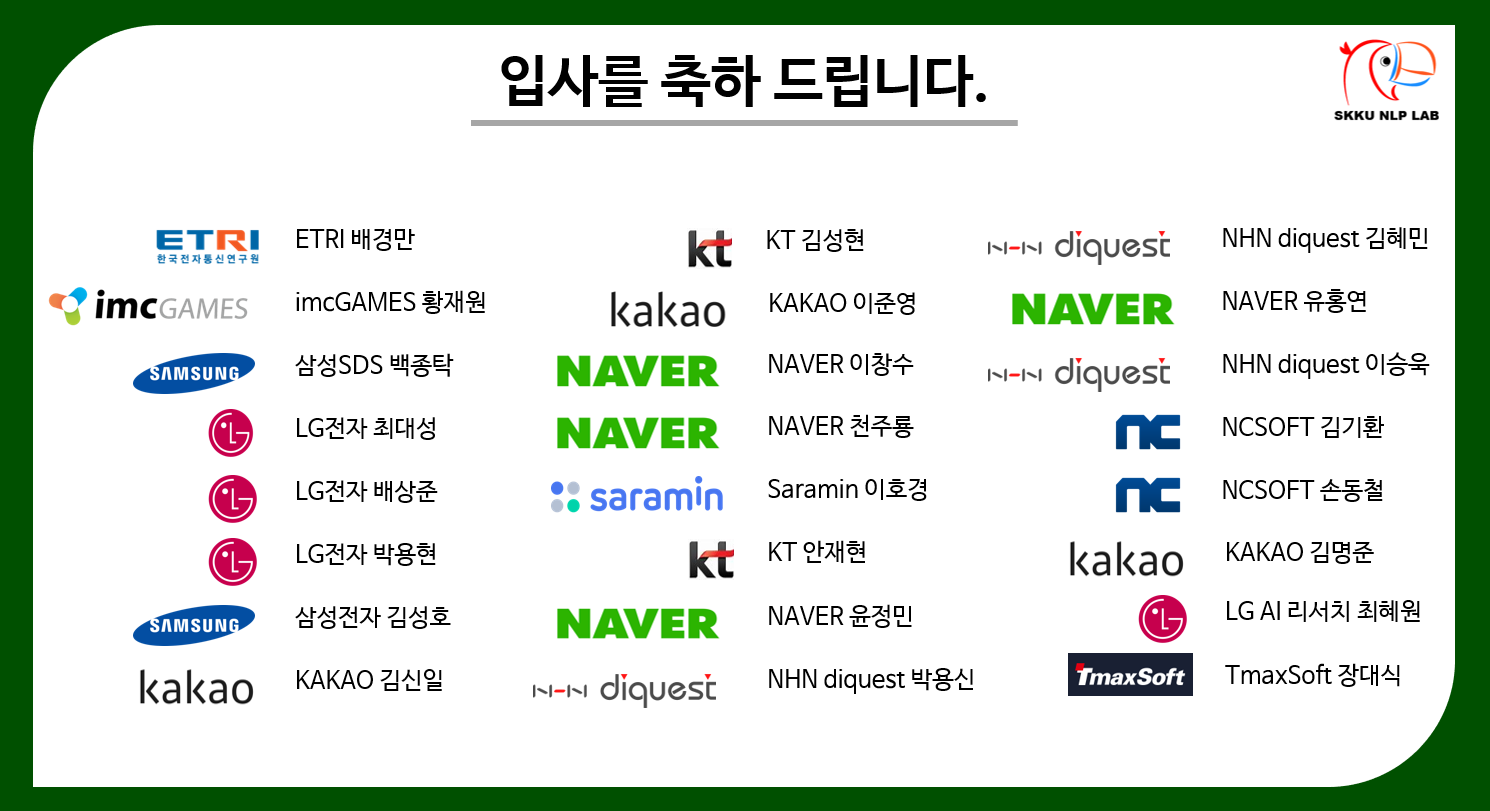 입사를 축하 드립니다.
SKKU NLP LAB
ETRI
한국전자통신연구원
ETRI 배경만
imcGAMES
imcGAMES 황재원
SAMSUNG
삼성SDS 백종탁
LG
LG전자 최대성
LG
LG전자 배상준
LG
LG전자 박용현
SAMSUNG
삼성전자 김성호
kakao
KAKAO 김신일
kt
KT 김성현
kakao
KAKAO 이준영
NAVER
NAVER 이창수
NAVER
NAVER 천주룡
saramin
Saramin 이호경
kt
KT 안재현
NAVER
NAVER 윤정민
NHN diquest
NHN diquest 박용신
NHN diquest
NHN diquest 김혜민
NAVER
NAVER 유홍연
NHN diquest
NHN diquest 이승욱
nc
NCSOFT 김기환
nc
NCSOFT 손동철
kakao
KAKAO 김명준
LG
LG AI 리서치 최혜원
TmaxSoft
TmaxSoft 장대식